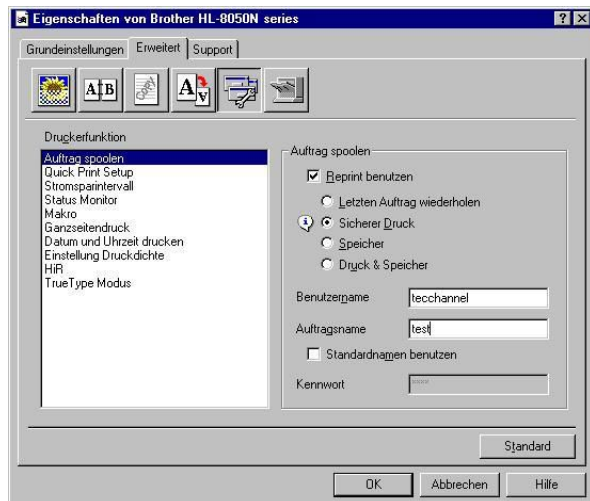 Eigenschaften von Brother HL-8050N series
Grundeinstellungen Erweitert Support
A B
A A
Druckerfunktion
Auftrag spoolen
Quick Print Setup
Stromsparintervall
Status Monitor
Makro
Ganzseitendruck
Datum und Uhrzeit drucken
Einstellung Druckdichte
HiR
TrueType Modus
Auftrag spoolen
Reprint benutzen
Letzten Auftrag wiederholen
Sicherer Druck
Speicher
Druck & Speicher
Benutzername tecchannel
Auftragsname test
Standardnamen benutzen
Kennwort ****
Standard
OK Abbrechen Hilfe